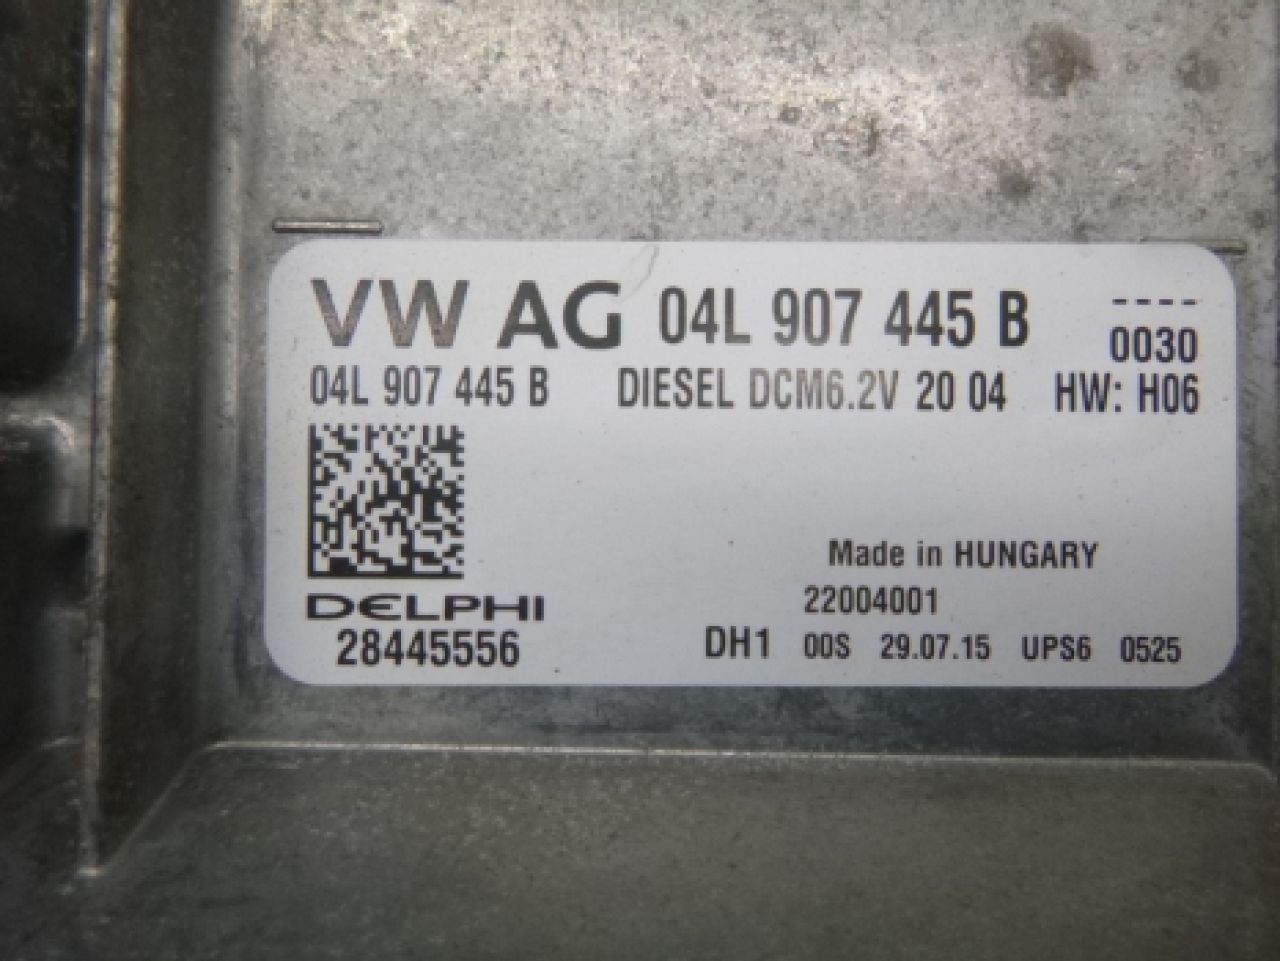 VW AG 04L 907 445 B ----
0030
04L 907 445 B DIESEL DCM6.2V 20 04 HW: H06
Made in HUNGARY
DELPHI 22004001
28445556 DH1 00S 29.07.15 UPS6 0525